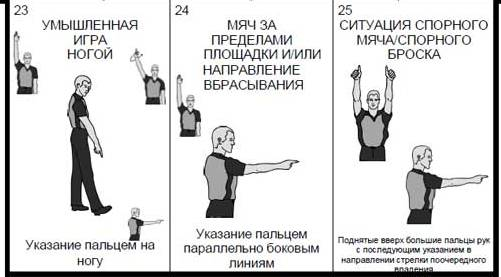 23
УМЫШЛЕННАЯ
ИГРА
НОГОЙ
Указание пальцем на
ногу
24
МЯЧ ЗА
ПРЕДЕЛАМИ
ПЛОЩАДКИ И/ИЛИ
НАПРАВЛЕНИЕ
ВБРАСЫВАНИЯ
Указание пальцем
параллельно боковым
линиям
25
СИТУАЦИЯ СПОРНОГО
МЯЧА/СПОРНОГО
БРОСКА
Поднятые вверх большие пальцы рук
с последующим указанием в
направлении стрелки поочередного
владения